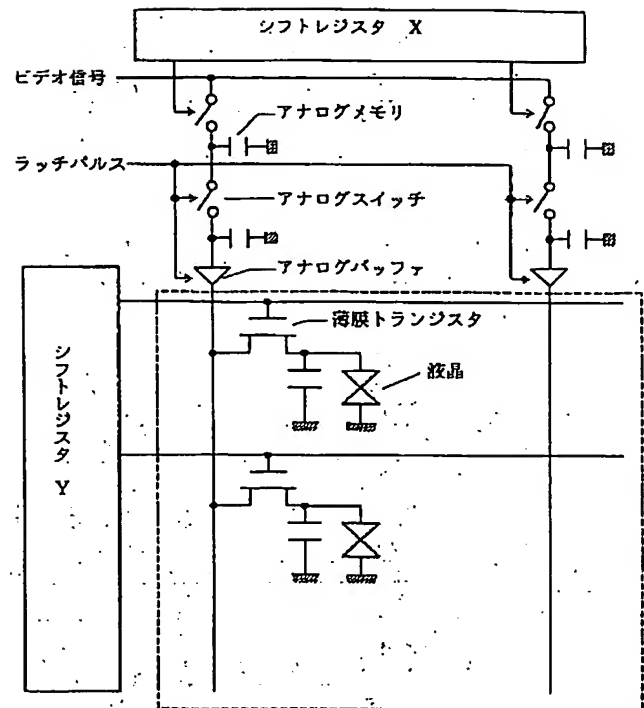 シフトレジスタ X
ビデオ信号
アナログメモリ
ラッチパルス
アナログスイッチ
アナログバッファ
薄膜トランジスタ
液晶
シフトレジスタ Y